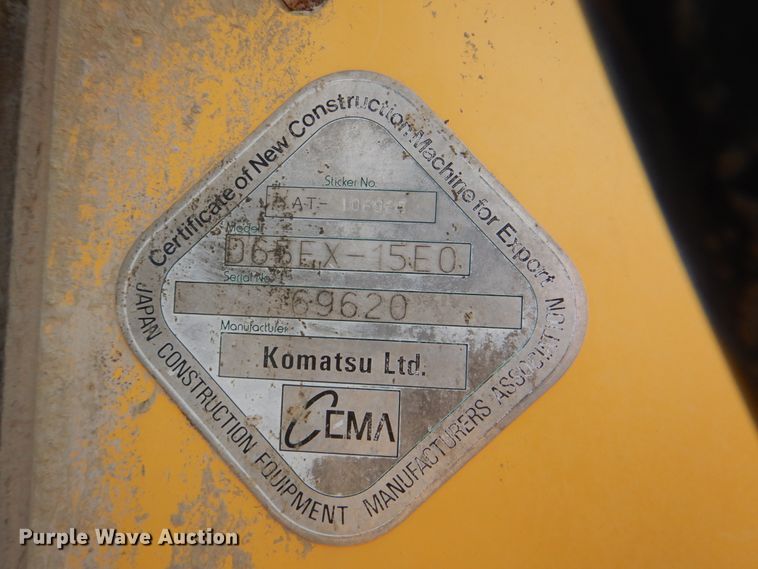 Certificate of New Construction Machine for Export
Sticker No.
AT-
Model
D65EX-15E0
Serial No.
69620
Manufacturer
Komatsu Ltd.
CEMA
JAPAN CONSTRUCTION EQUIPMENT MANUFACTURERS ASSOCIATION
Purple Wave Auction